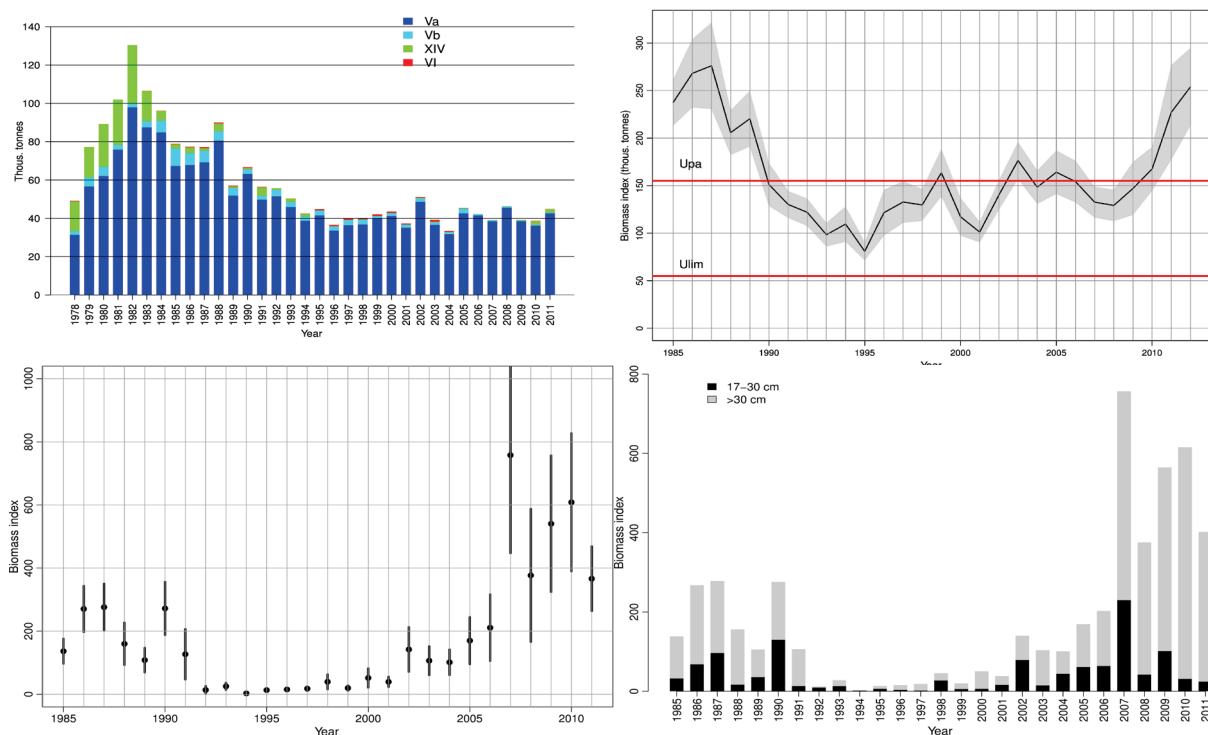 Va
Vb
XIV
VI
140
120
100
80
60
40
20
0
Thous. tonnes
1978 1979 1980 1981 1982 1983 1984 1985 1986 1987 1988 1989 1990 1991 1992 1993 1994 1995 1996 1997 1998 1999 2000 2001 2002 2003 2004 2005 2006 2007 2008 2009 2010 2011
Year
300
250
200
150
100
50
0
Biomass index (thous. tonnes)
Upa
Ulim
1985 1990 1995 2000 2005 2010
Year
1000
800
600
400
200
0
Biomass index
1985 1990 1995 2000 2005 2010
Year
17–30 cm
>30 cm
800
600
400
200
0
Biomass index
1985 1986 1987 1988 1989 1990 1991 1992 1993 1994 1995 1996 1997 1998 1999 2000 2001 2002 2003 2004 2005 2006 2007 2008 2009 2010 2011
Year